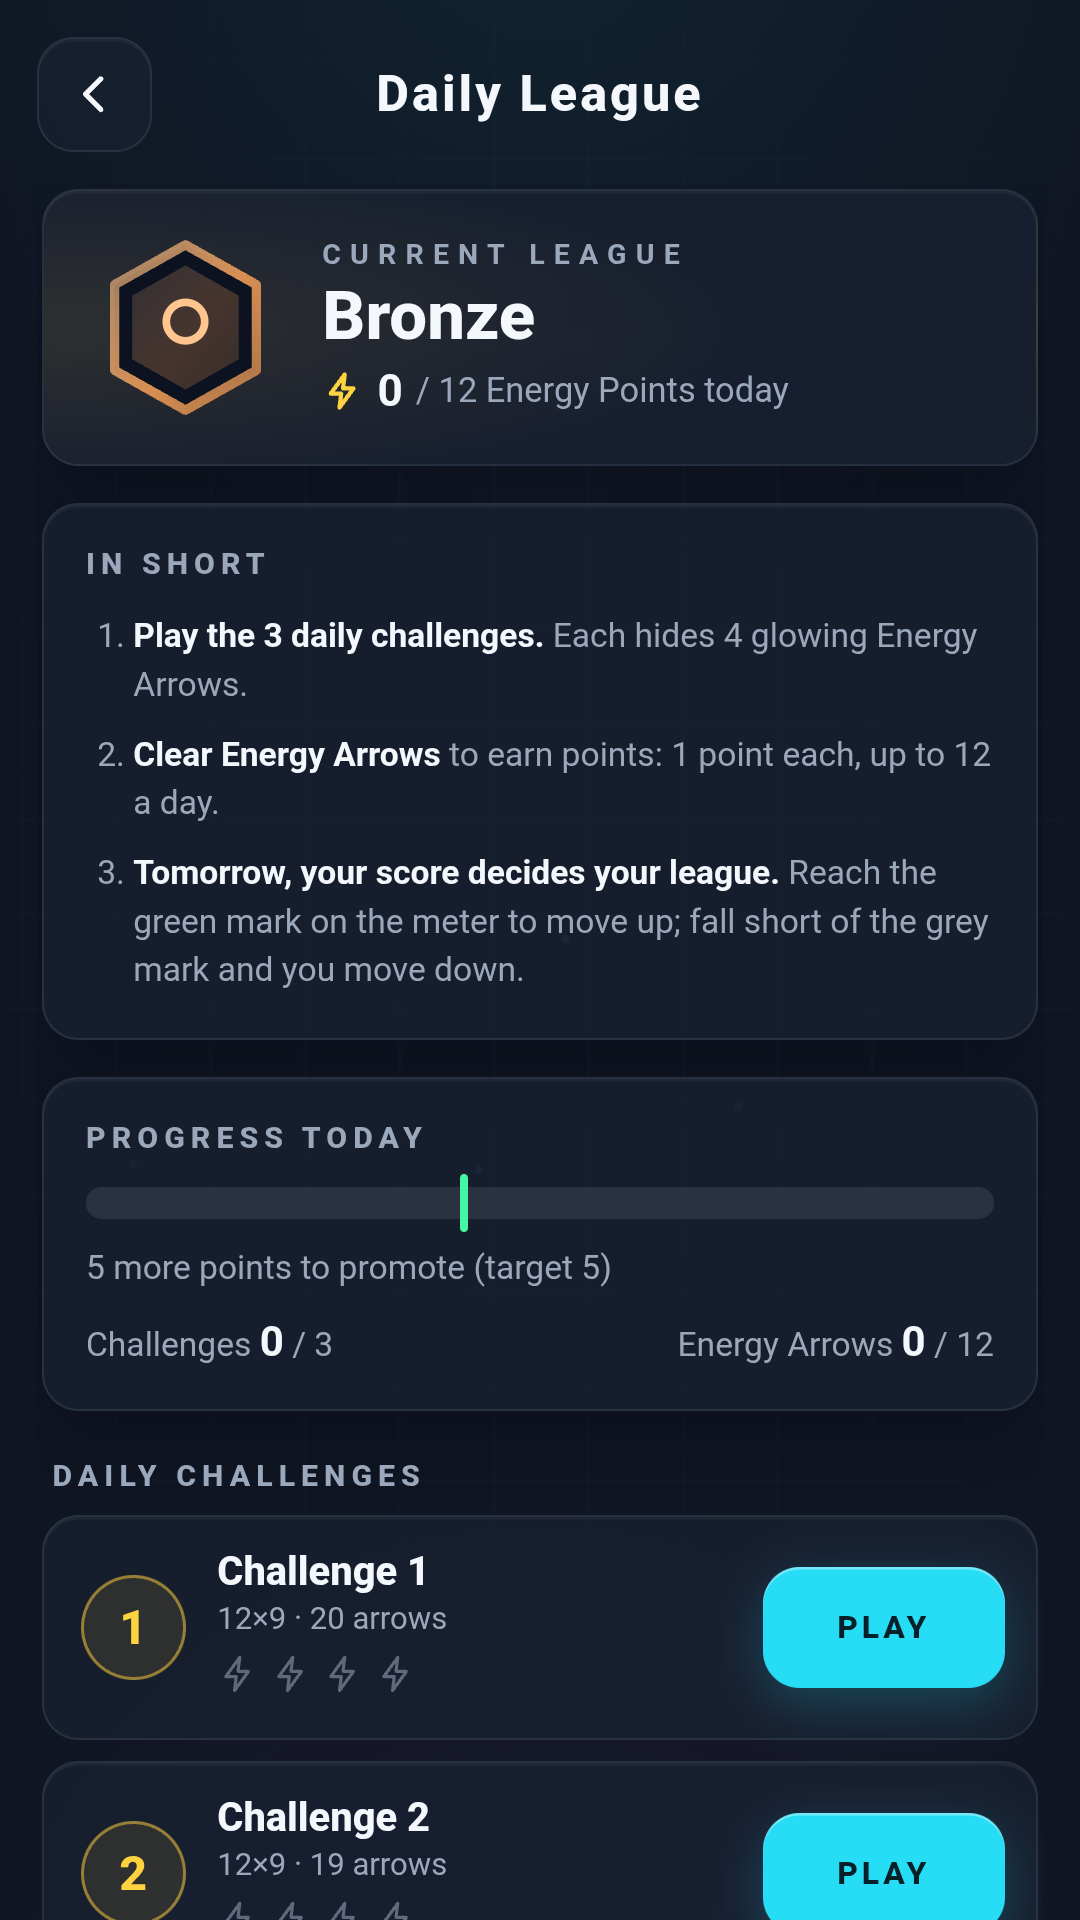 Daily League
CURRENT LEAGUE
Bronze
0 / 12 Energy Points today
IN SHORT
1. Play the 3 daily challenges. Each hides 4 glowing Energy
Arrows.
2. Clear Energy Arrows to earn points: 1 point each, up to 12
a day.
3. Tomorrow, your score decides your league. Reach the
green mark on the meter to move up; fall short of the grey
mark and you move down.
PROGRESS TODAY
5 more points to promote (target 5)
Challenges 0 / 3
Energy Arrows 0 / 12
DAILY CHALLENGES
1
Challenge 1
12×9 · 20 arrows
PLAY
2
Challenge 2
12×9 · 19 arrows
PLAY